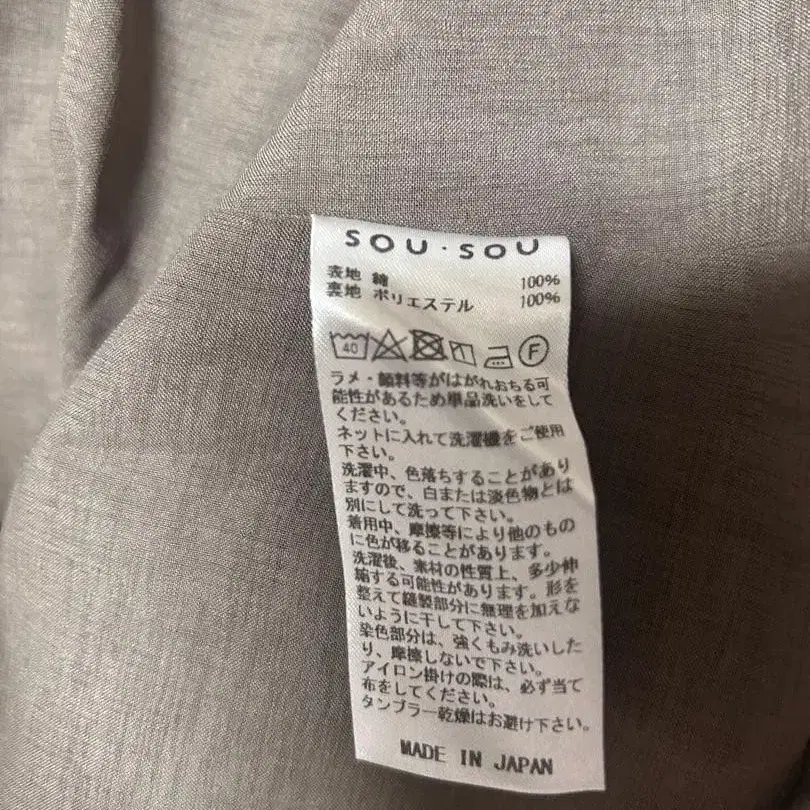 SOU・SOU
表地 綿 100%
裏地 ポリエステル 100%
40 F
ラメ・顔料等がはがれおちる可
能性があるため単品洗いをして
ください。
ネットに入れて洗濯機をご使用
下さい。
洗濯中、色落ちすることがあり
ますので、白または淡色物とは
別にして洗って下さい。
着用中、摩擦等により他のもの
に色が移ることがあります。
洗濯後、素材の性質上、多少伸
縮する可能性があります。形を
整えて縫製部分に無理を加えな
いように干して下さい。
染色部分は、強くもみ洗いした
り、摩擦しないで下さい。
アイロン掛けの際は、必ず当て
布をしてください。
タンブラー乾燥はお避け下さい。
MADE IN JAPAN